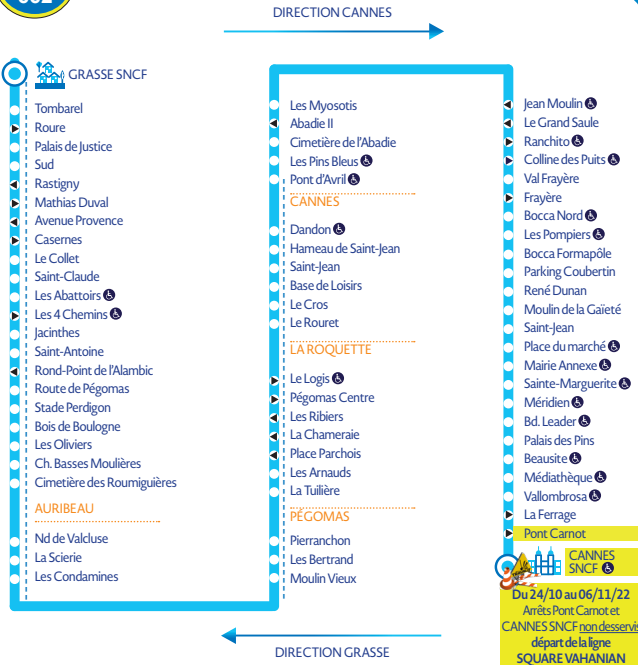 DIRECTION CANNES
GRASSE SNCF
Tombarel
Roure
Palais de Justice
Sud
Rastigny
Mathias Duval
Avenue Provence
Casernes
Le Collet
Saint-Claude
Les Abattoirs
Les 4 Chemins
Jacinthes
Saint-Antoine
Rond-Point de l'Alambic
Route de Pégomas
Stade Perdigon
Bois de Boulogne
Les Oliviers
Ch. Basses Moulières
Cimetière des Roumiguières
AURIBEAU
Nd de Valcluse
La Scierie
Les Condamines
Les Myosotis
Abadie II
Cimetière de l'Abadie
Les Pins Bleus
Pont d'Avril
CANNES
Dandon
Hameau de Saint-Jean
Saint-Jean
Base de Loisirs
Le Cros
Le Rouret
LA ROQUETTE
Le Logis
Pégomas Centre
Les Ribiers
La Chameraie
Place Parchois
Les Arnauds
La Tuilière
PÉGOMAS
Pierranchon
Les Bertrand
Moulin Vieux
Jean Moulin
Le Grand Saule
Ranchito
Colline des Puits
Val Frayère
Frayère
Bocca Nord
Les Pompiers
Bocca Formapôle
Parking Coubertin
René Dunan
Moulin de la Gaïeté
Saint-Jean
Place du marché
Mairie Annexe
Sainte-Marguerite
Méridien
Bd. Leader
Palais des Pins
Beausite
Médiathèque
Vallombrosa
La Ferrage
Pont Carnot
CANNES
SNCF
Du 24/10 au 06/11/22
Arrêts Pont Carnot et
CANNES SNCF non desservis
départ de la ligne
SQUARE VAHANIAN
DIRECTION GRASSE